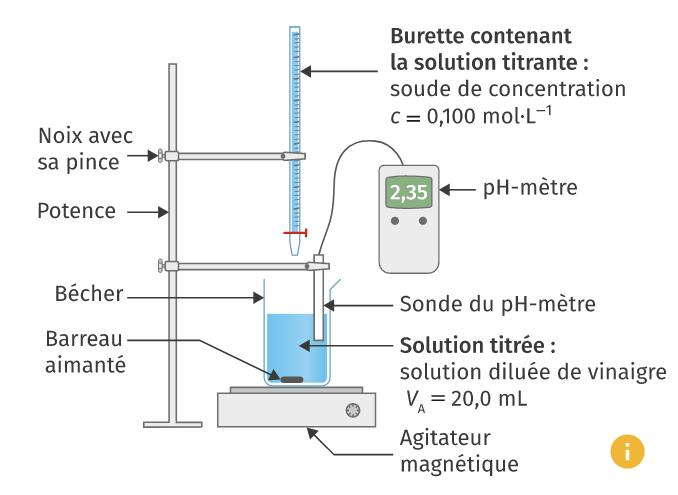 Burette contenant
la solution titrante :
soude de concentration
c = 0,100 mol·L⁻¹
Noix avec
sa pince
2,35
pH-mètre
Potence
Bécher
Sonde du pH-mètre
Barreau
aimanté
Solution titrée :
solution diluée de vinaigre
V_A = 20,0 mL
Agitateur
magnétique
i